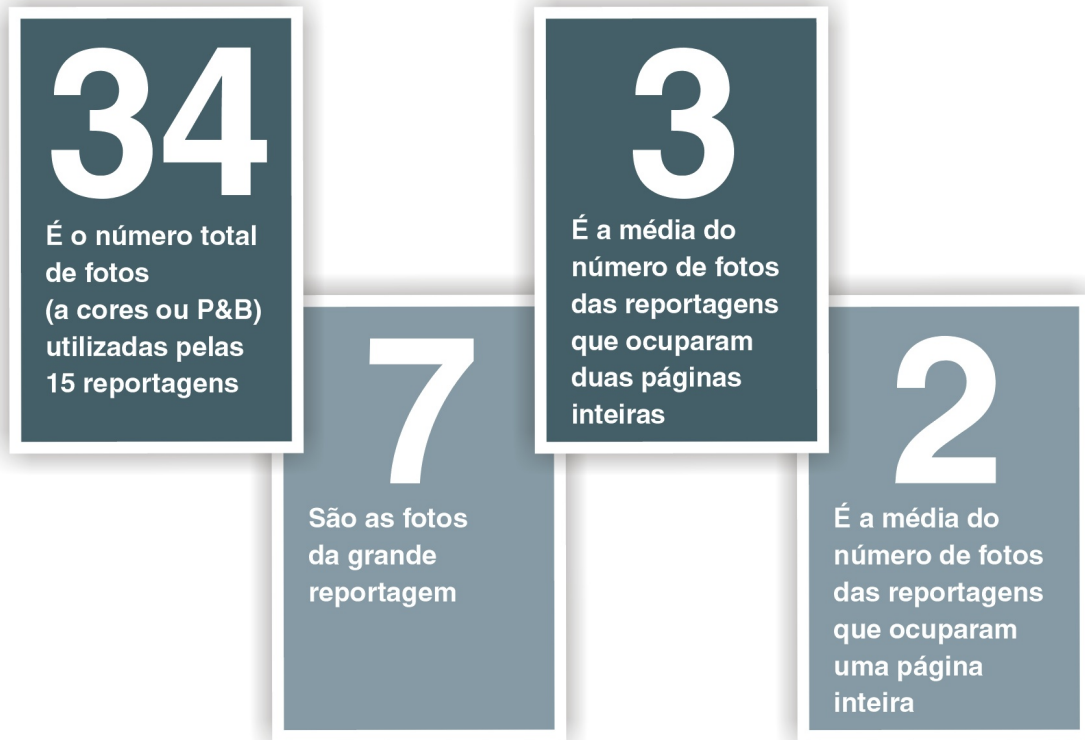 34
É o número total
de fotos
(a cores ou P&B)
utilizadas pelas
15 reportagens
7
São as fotos
da grande
reportagem
3
É a média do
número de fotos
das reportagens
que ocuparam
duas páginas
inteiras
2
É a média do
número de fotos
das reportagens
que ocuparam
uma página
inteira